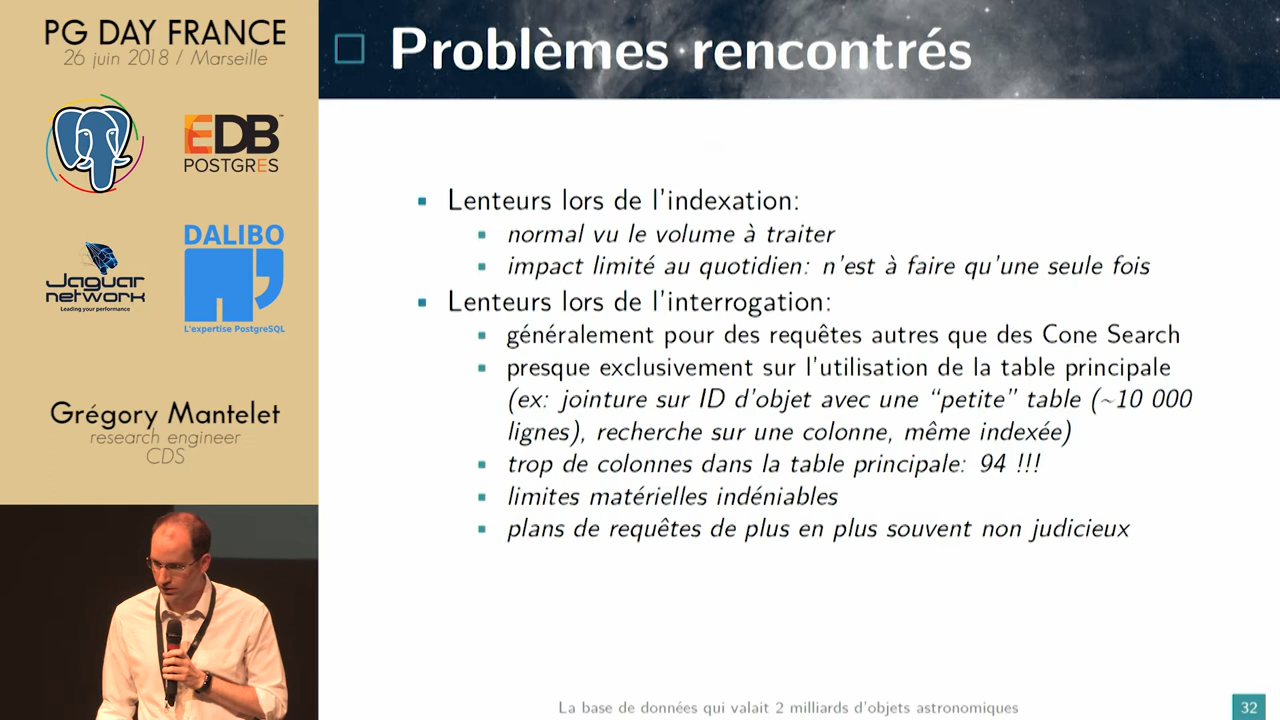 PG DAY FRANCE
26 juin 2018 / Marseille
EDB™
POSTGRES
Jaguar
network
Leading your performance
DALIBO
L'expertise PostgreSQL
Grégory Mantelet
research engineer
CDS
Problèmes rencontrés
Lenteurs lors de l'indexation:
normal vu le volume à traiter
impact limité au quotidien: n'est à faire qu'une seule fois
Lenteurs lors de l'interrogation:
généralement pour des requêtes autres que des Cone Search
presque exclusivement sur l'utilisation de la table principale
(ex: jointure sur ID d'objet avec une “petite” table (~10 000
lignes), recherche sur une colonne, même indexée)
trop de colonnes dans la table principale: 94 !!!
limites matérielles indéniables
plans de requêtes de plus en plus souvent non judicieux
La base de données qui valait 2 milliards d'objets astronomiques
32